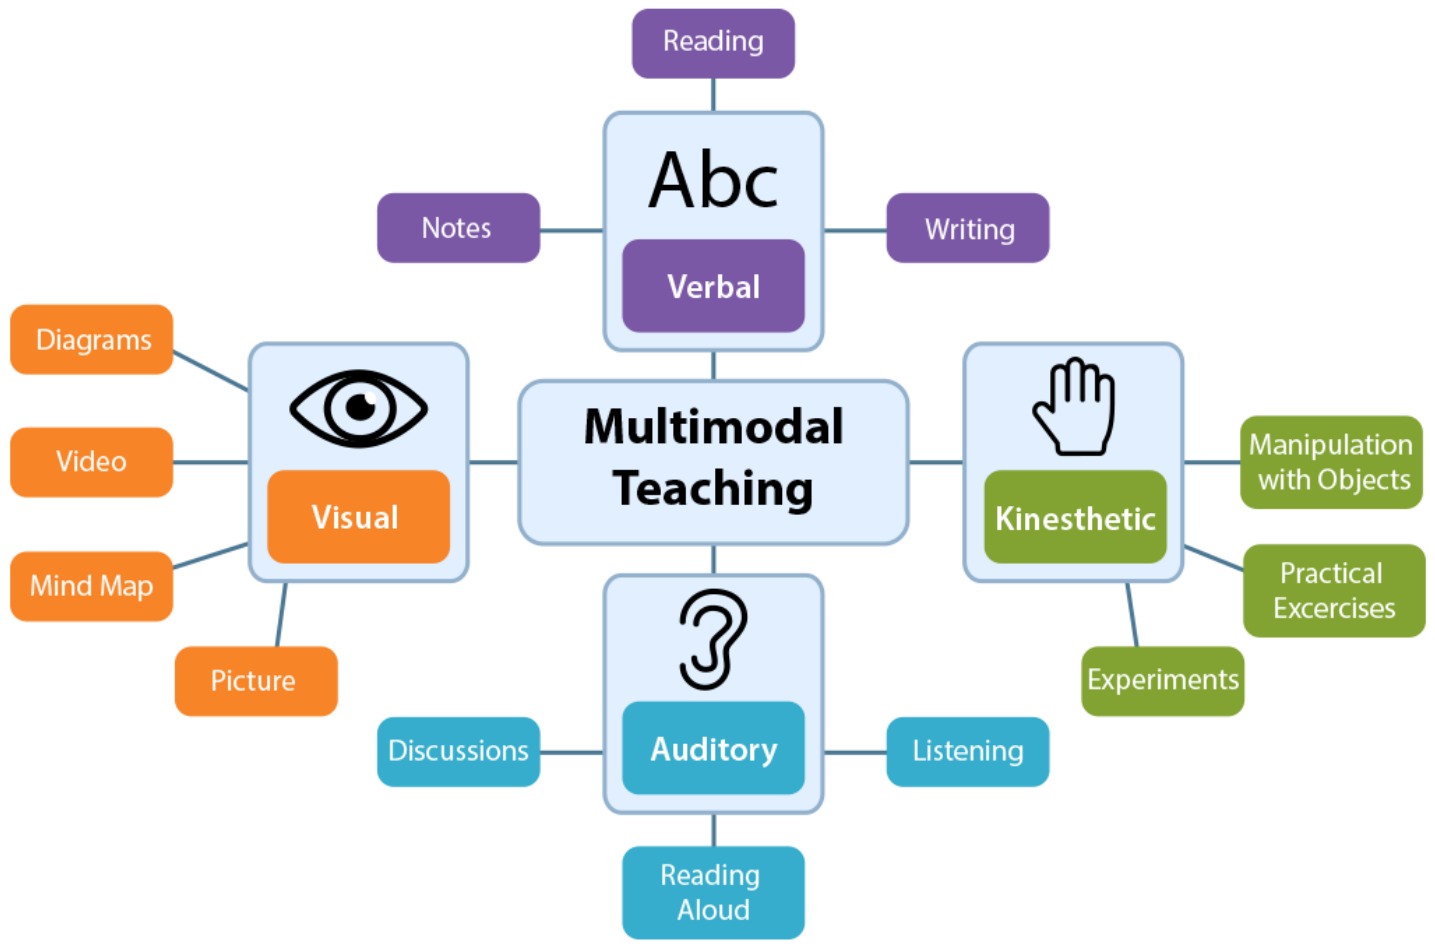 Reading
Abc
Notes
Writing
Verbal
Diagrams
Video
Mind Map
Picture
Visual
Multimodal
Teaching
Kinesthetic
Manipulation
with Objects
Practical
Excercises
Experiments
Discussions
Auditory
Listening
Reading
Aloud